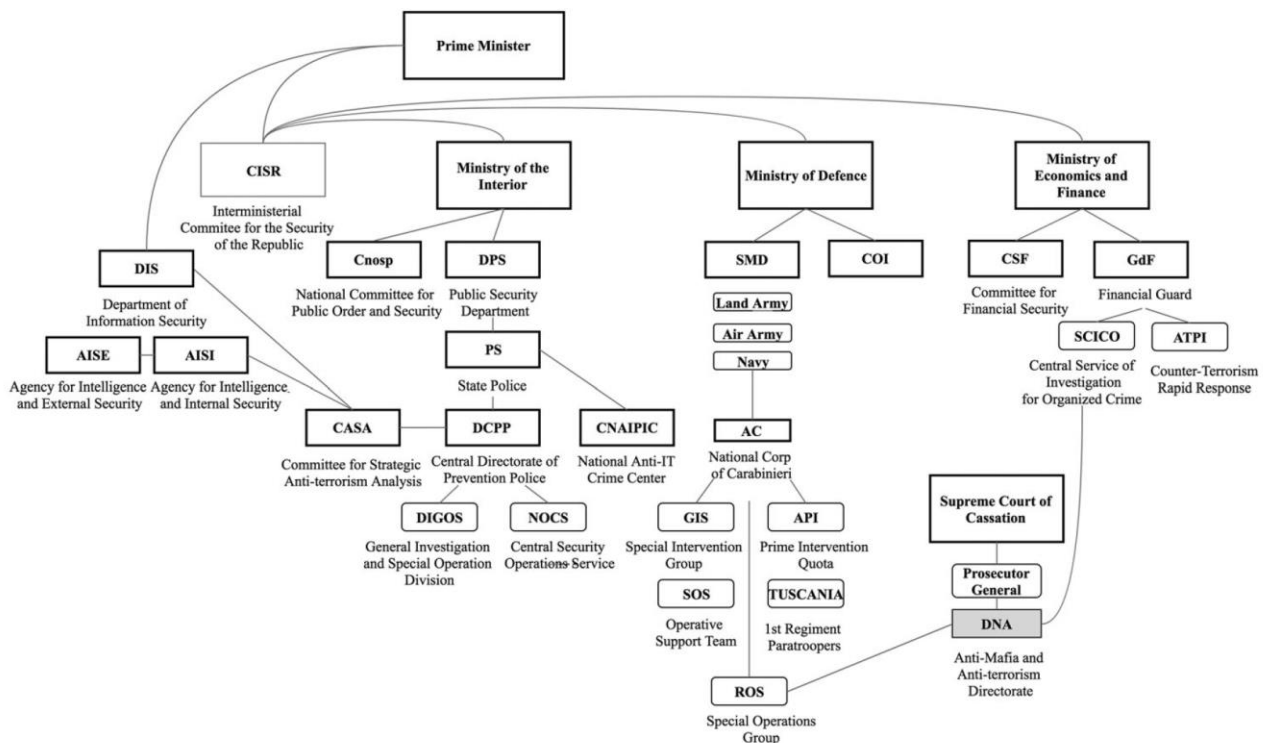 Prime Minister
CISR
Interministerial
Commitee for the Security
of the Republic
Ministry of the
Interior
Ministry of Defence
Ministry of
Economics and
Finance
DIS
Department of
Information Security
Cnosp
National Committee for
Public Order and Security
DPS
Public Security
Department
SMD
COI
CSF
Committee for
Financial Security
GdF
Financial Guard
Land Army
Air Army
Navy
SCICO
Central Service of
Investigation
for Organized Crime
ATPI
Counter-Terrorism
Rapid Response
AISE
Agency for Intelligence
and External Security
AISI
Agency for Intelligence
and Internal Security
PS
State Police
CASA
Committee for Strategic
Anti-terrorism Analysis
DCPP
Central Directorate of
Prevention Police
CNAIPIC
National Anti-IT
Crime Center
AC
National Corp
of Carabinieri
DIGOS
General Investigation
and Special Operation
Division
NOCS
Central Security
Operations Service
GIS
Special Intervention
Group
API
Prime Intervention
Quota
SOS
Operative
Support Team
TUSCANIA
1st Regiment
Paratroopers
Supreme Court of
Cassation
Prosecutor
General
DNA
Anti-Mafia and
Anti-terrorism
Directorate
ROS
Special Operations
Group